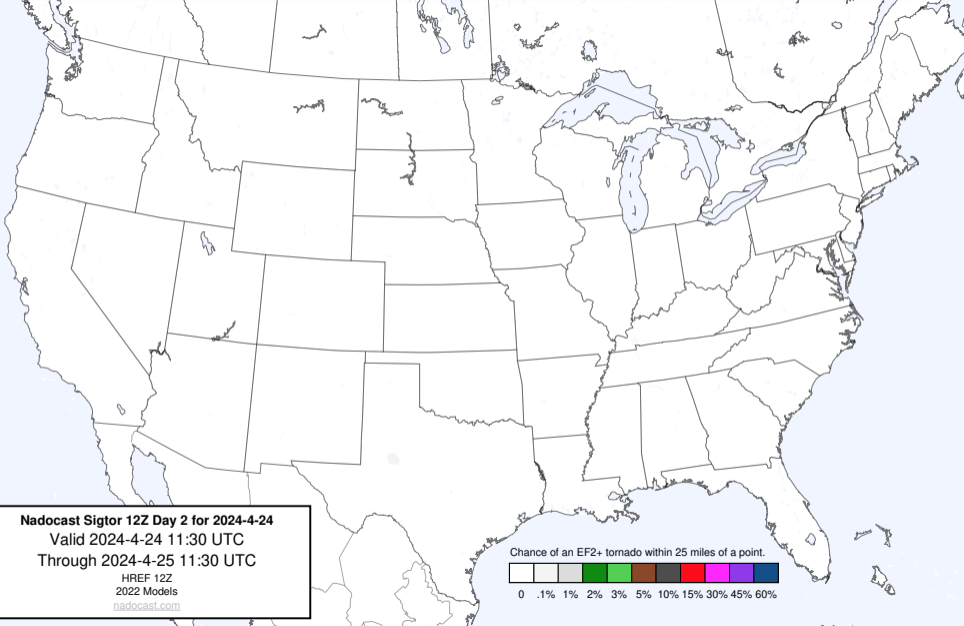 Nadocast Sigtor 12Z Day 2 for 2024-4-24
Valid 2024-4-24 11:30 UTC
Through 2024-4-25 11:30 UTC
HREF 12Z
2022 Models
nadocast.com
Chance of an EF2+ tornado within 25 miles of a point.
0 .1% 1% 2% 3% 5% 10% 15% 30% 45% 60%